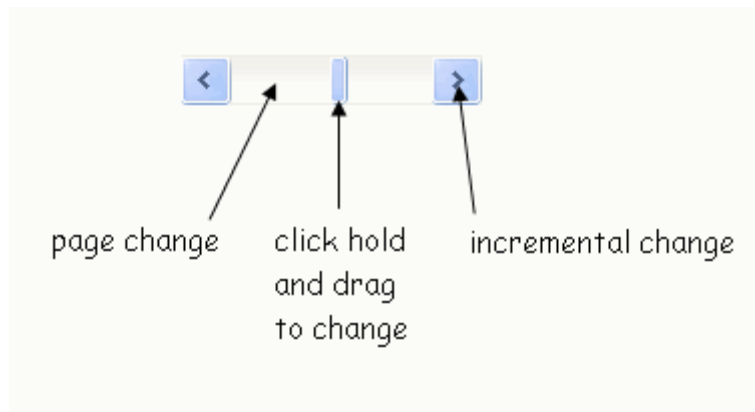 page change
click hold
and drag
to change
incremental change